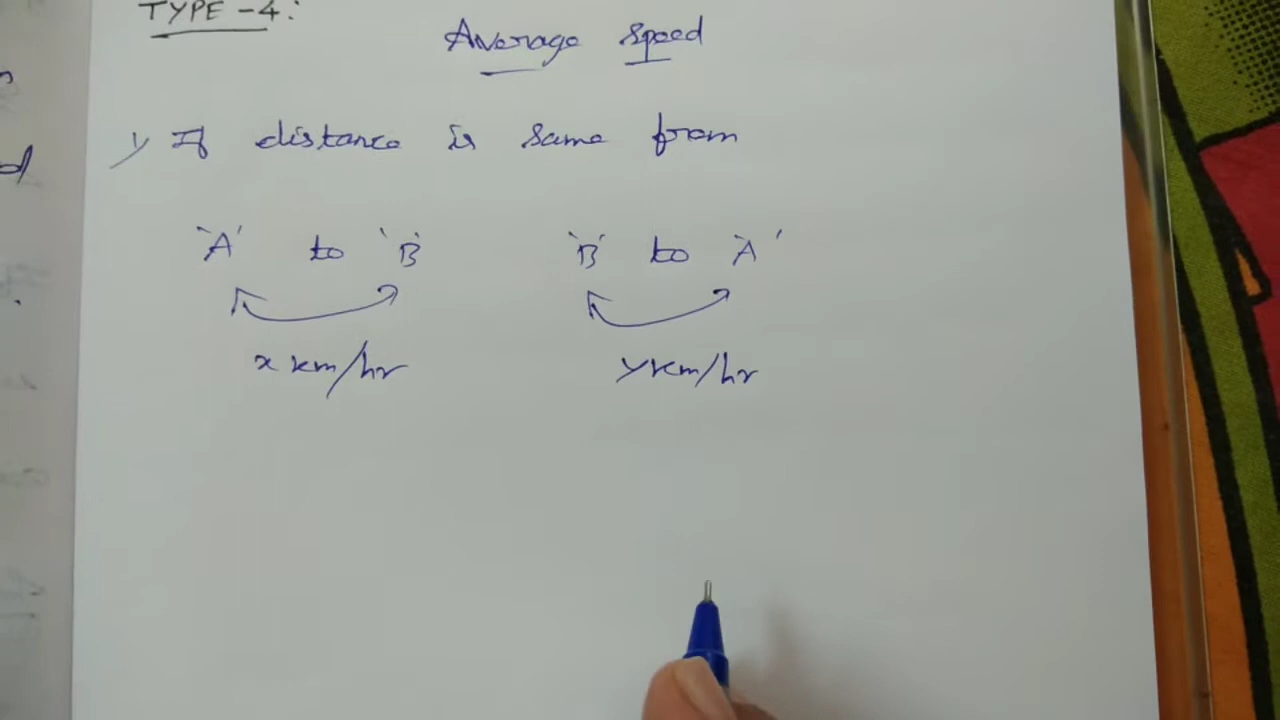 TYPE - 4:
Average speed
1) If distance is same from
'A' to 'B' 'B' to 'A'
x km/hr y km/hr